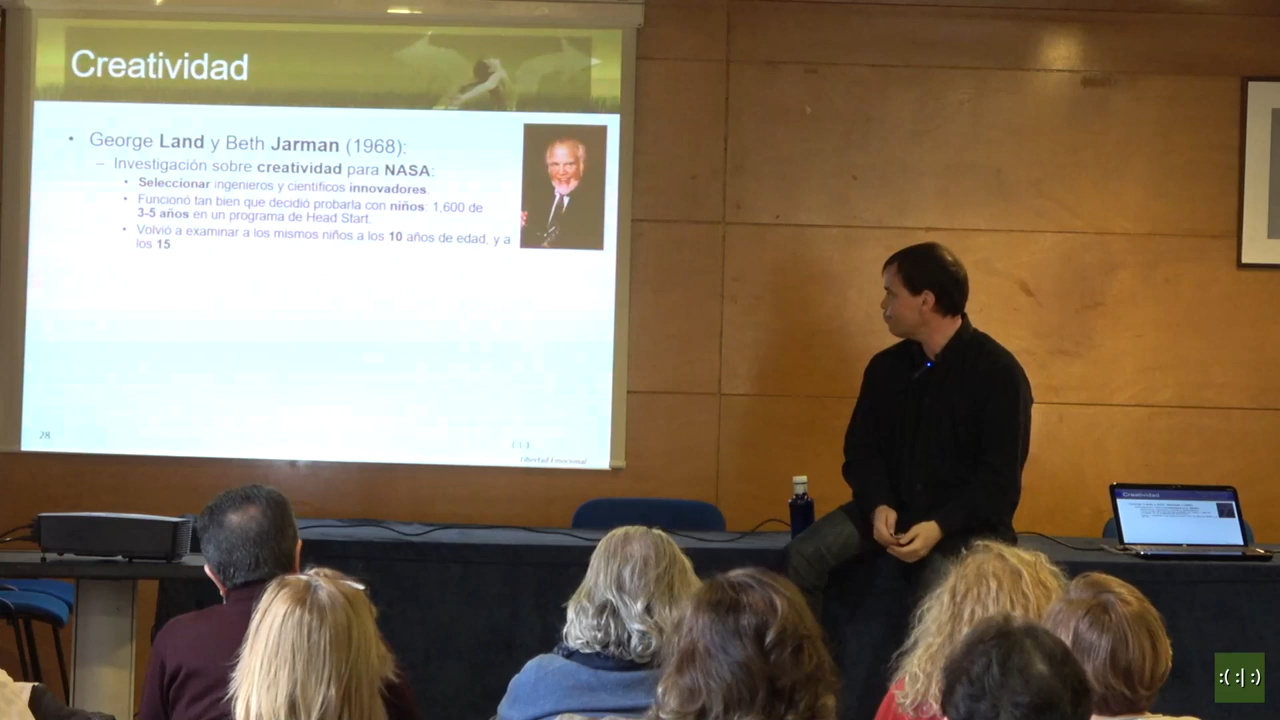 Creatividad
• George Land y Beth Jarman (1968):
– Investigación sobre creatividad para NASA:
• Seleccionar ingenieros y científicos innovadores.
• Funcionó tan bien que decidió probarla con niños: 1,600 de
3-5 años en un programa de Head Start.
• Volvió a examinar a los mismos niños a los 10 años de edad, y a
los 15
28
Libertad Emocional
Creatividad
:( :| :)